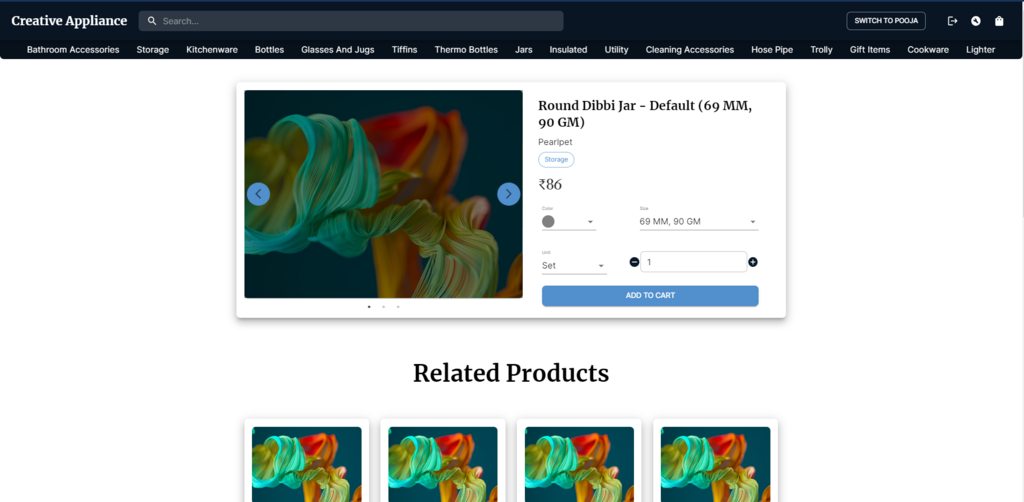 Creative Appliance
Search...
SWITCH TO POOJA
Bathroom Accessories Storage Kitchenware Bottles Glasses And Jugs Tiffins Thermo Bottles Jars Insulated Utility Cleaning Accessories Hose Pipe Trolly Gift Items Cookware Lighter
Round Dibbi Jar - Default (69 MM,
90 GM)
Pearlpet
Storage
₹86
Color Size
69 MM, 90 GM
Unit
Set 1
ADD TO CART
Related Products